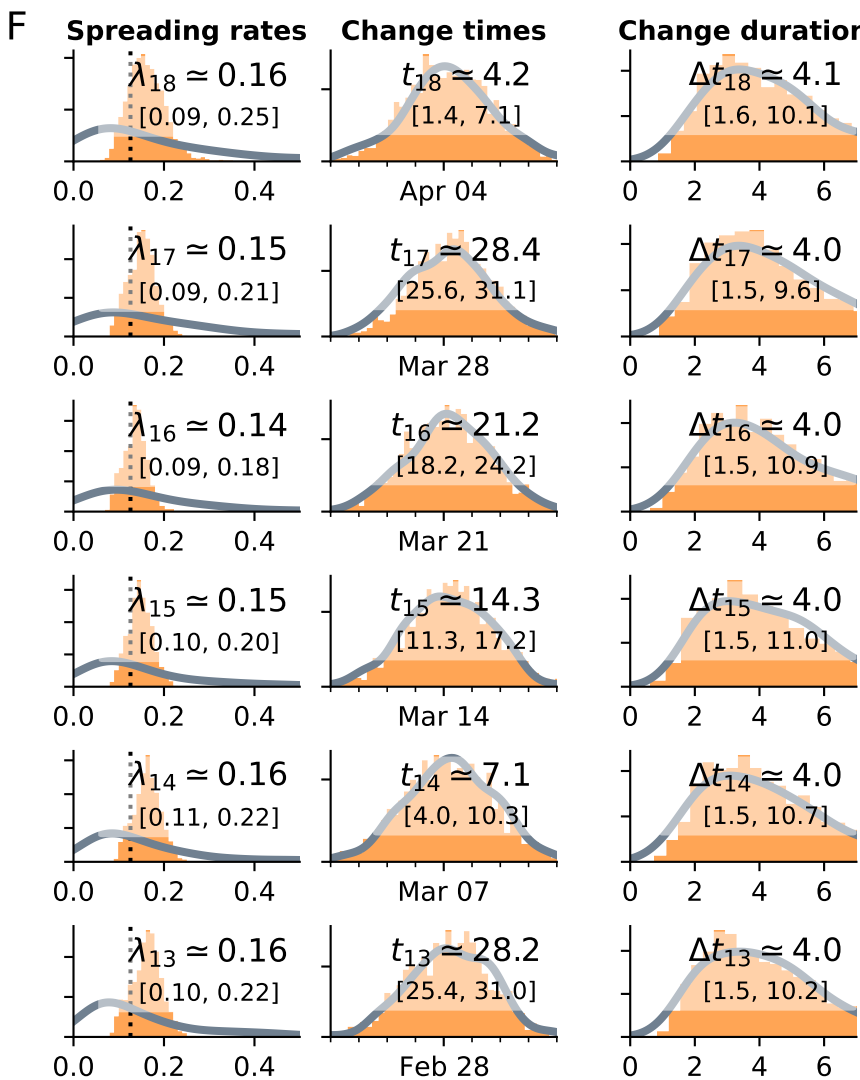 F
Spreading rates Change times Change duration
λ18 ≃ 0.16 t18 ≃ 4.2 Δt18 ≃ 4.1
[0.09, 0.25] [1.4, 7.1] [1.6, 10.1]
0.0 0.2 0.4 Apr 04 2 4 6
λ17 ≃ 0.15 t17 ≃ 28.4 Δt17 ≃ 4.0
[0.09, 0.21] [25.6, 31.1] [1.5, 9.6]
0.0 0.2 0.4 Mar 28 0 2 4 6
λ16 ≃ 0.14 t16 ≃ 21.2 Δt16 ≃ 4.0
[0.09, 0.18] [18.2, 24.2] [1.5, 10.9]
0.0 0.2 0.4 Mar 21 0 2 4 6
λ15 ≃ 0.15 t15 ≃ 14.3 Δt15 ≃ 4.0
[0.10, 0.20] [11.3, 17.2] [1.5, 11.0]
0.0 0.2 0.4 Mar 14 0 2 4 6
λ14 ≃ 0.16 t14 ≃ 7.1 Δt14 ≃ 4.0
[0.11, 0.22] [4.0, 10.3] [1.5, 10.7]
0.0 0.2 0.4 Mar 07 0 2 4 6
λ13 ≃ 0.16 t13 ≃ 28.2 Δt13 ≃ 4.0
[0.10, 0.22] [25.4, 31.0] [1.5, 10.2]
0.0 0.2 0.4 Feb 28 0 2 4 6